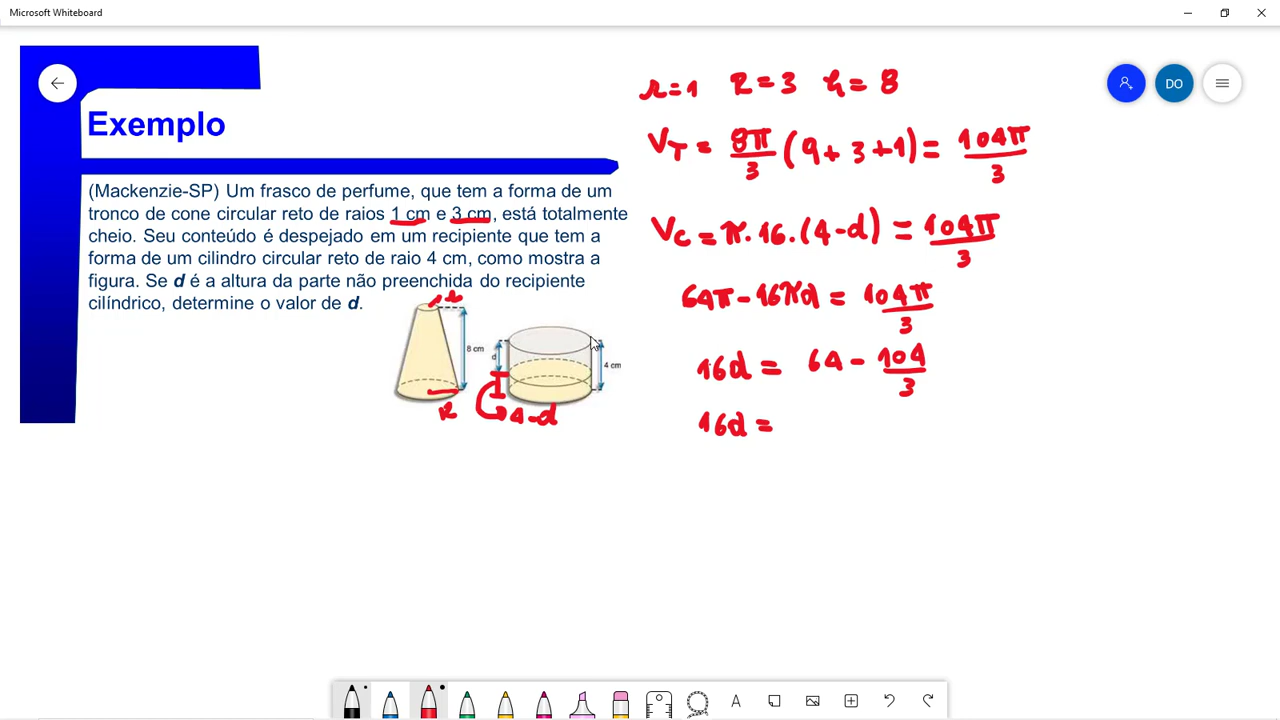 Microsoft Whiteboard
DO
Exemplo
(Mackenzie-SP) Um frasco de perfume, que tem a forma de um
tronco de cone circular reto de raios 1 cm e 3 cm, está totalmente
cheio. Seu conteúdo é despejado em um recipiente que tem a
forma de um cilindro circular reto de raio 4 cm, como mostra a
figura. Se d é a altura da parte não preenchida do recipiente
cilíndrico, determine o valor de d.
r
8 cm
d
4 cm
R
4-d
r=1 R=3 h=8
VT = 8π/3 (9+3+1) = 104π/3
VC = π.16.(4-d) = 104π/3
64π-16πd = 104π/3
16d = 64 - 104/3
16d =
A